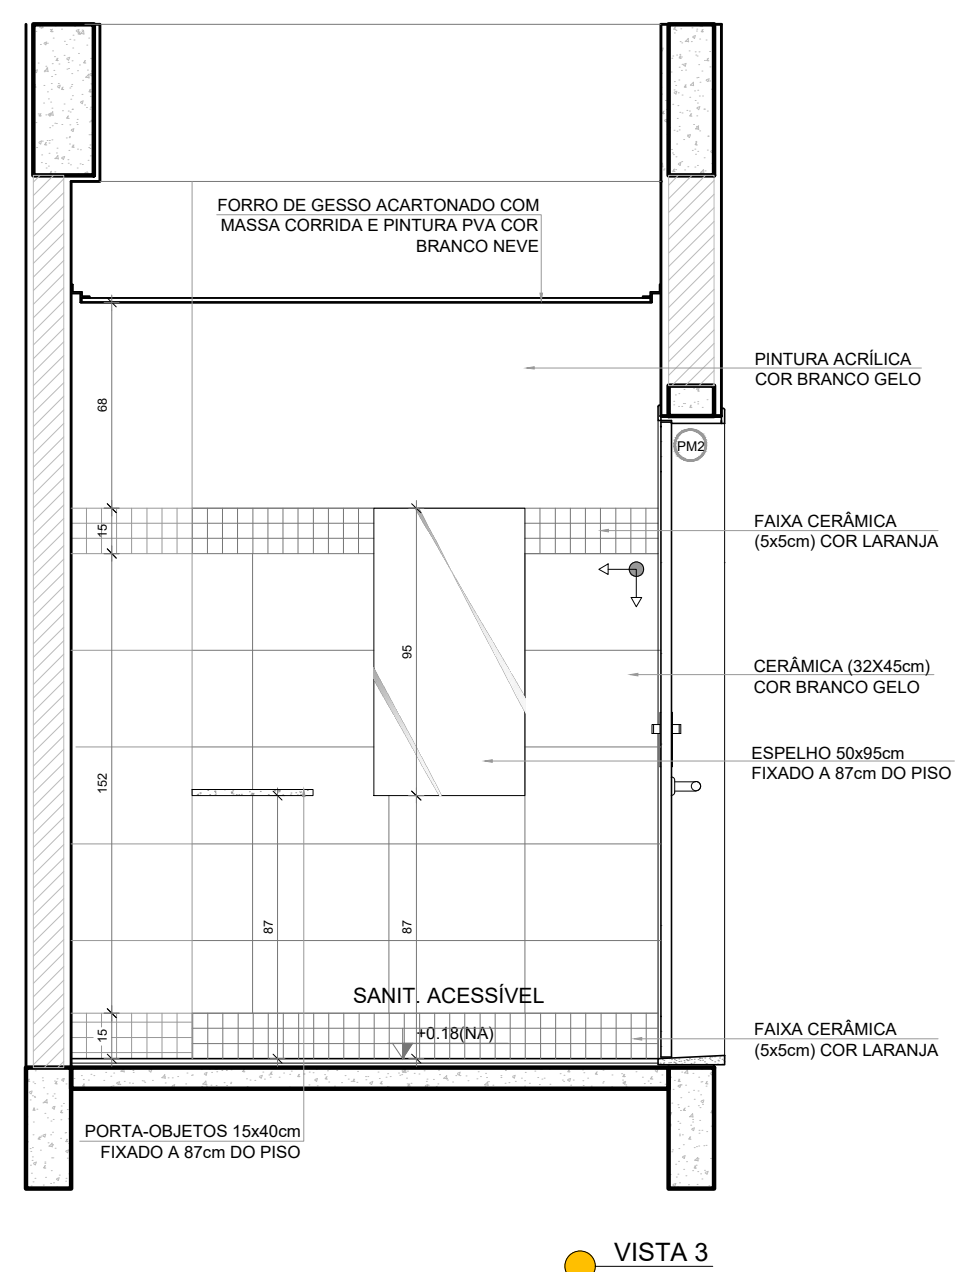 FORRO DE GESSO ACARTONADO COM
MASSA CORRIDA E PINTURA PVA COR
BRANCO NEVE
PINTURA ACRÍLICA
COR BRANCO GELO
68
PM2
15
FAIXA CERÂMICA
(5x5cm) COR LARANJA
95
CERÂMICA (32X45cm)
COR BRANCO GELO
ESPELHO 50x95cm
FIXADO A 87cm DO PISO
152
87
87
SANIT. ACESSÍVEL
+0.18(NA)
15
FAIXA CERÂMICA
(5x5cm) COR LARANJA
PORTA-OBJETOS 15x40cm
FIXADO A 87cm DO PISO
VISTA 3